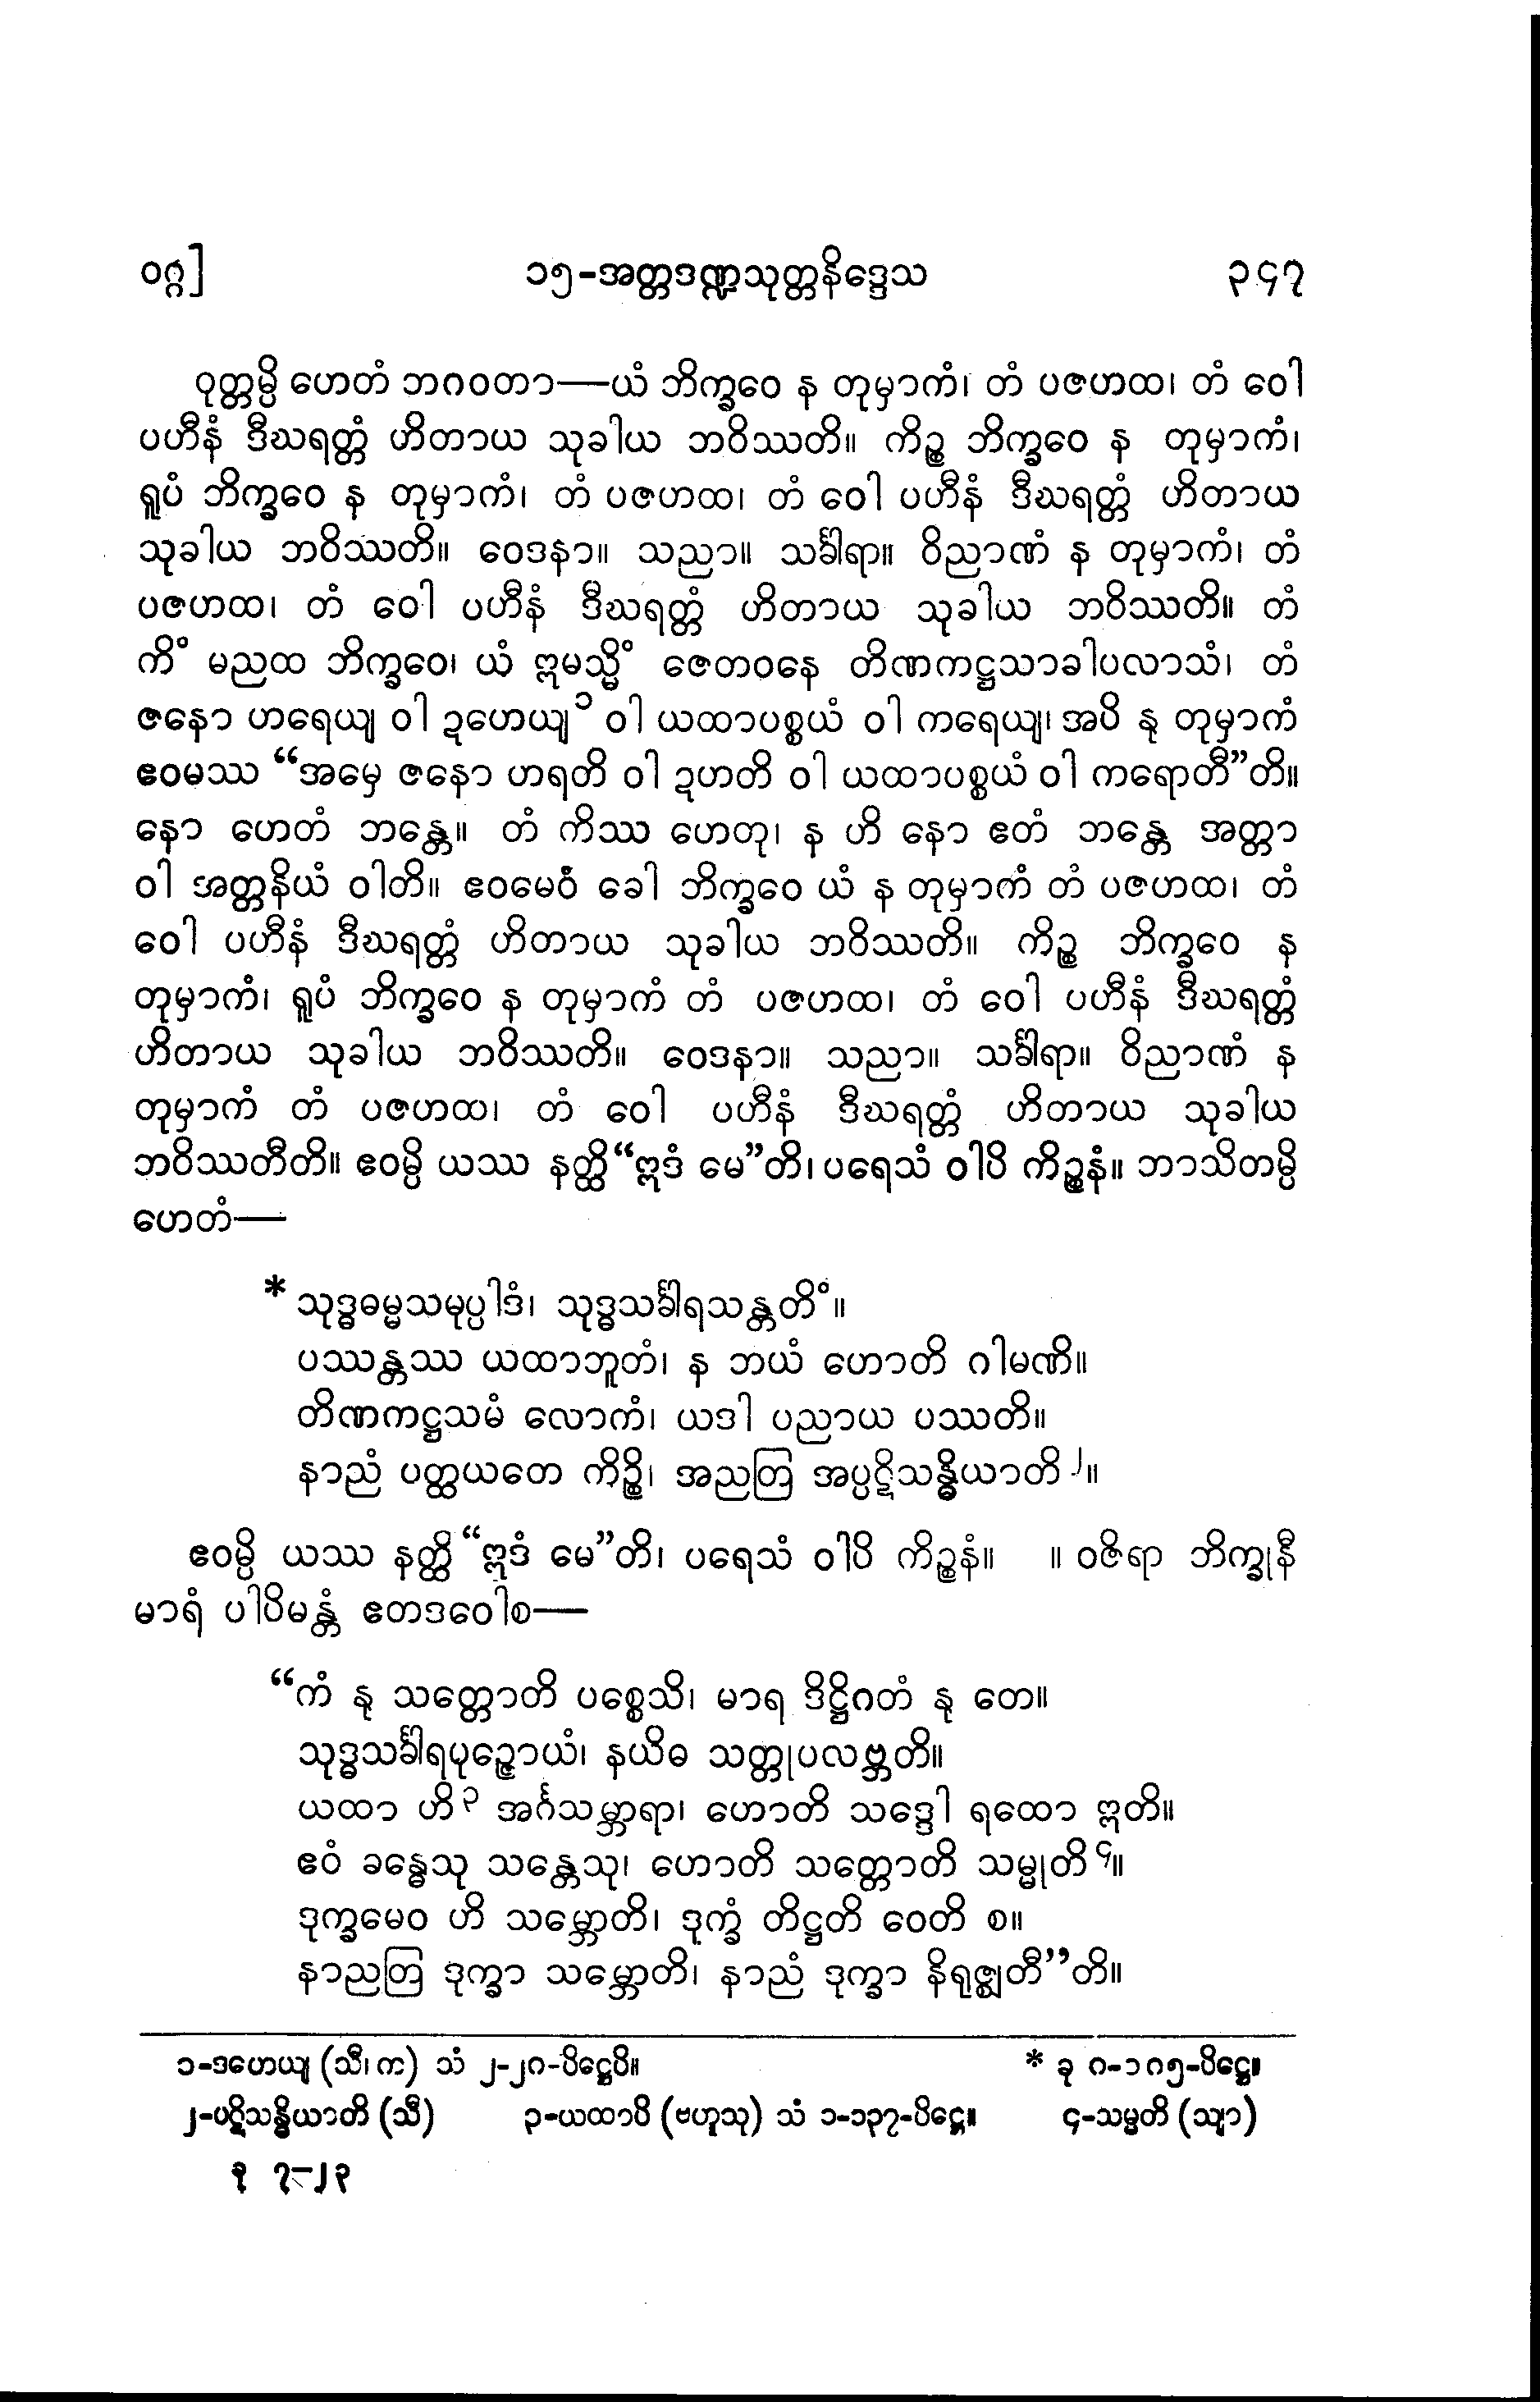 ဝဂ္ဂ] ၁၅-အတ္တဒဏ္ဍသုတ္တနိဒ္ဒေသ ၃၄၇
ဝုတ္တမ္ပိ ဟေတံ ဘဂဝတာ—ယံ ဘိက္ခဝေ န တုမှာကံ၊ တံ ပဇဟထ၊ တံ ဝေါ
ပဟီနံ ဒီဃရတ္တံ ဟိတာယ သုခါယ ဘဝိဿတိ။ ကိဉ္စ ဘိက္ခဝေ န တုမှာကံ၊
ရူပံ ဘိက္ခဝေ န တုမှာကံ၊ တံ ပဇဟထ၊ တံ ဝေါ ပဟီနံ ဒီဃရတ္တံ ဟိတာယ
သုခါယ ဘဝိဿတိ။ ဝေဒနာ။ သညာ။ သင်္ခါရာ။ ဝိညာဏံ န တုမှာကံ၊ တံ
ပဇဟထ၊ တံ ဝေါ ပဟီနံ ဒီဃရတ္တံ ဟိတာယ သုခါယ ဘဝိဿတိ။ တံ
ကိံ မညထ ဘိက္ခဝေ၊ ယံ ဣမသ္မိံ ဇေတဝနေ တိဏကဋ္ဌသာခါပလာသံ၊ တံ
ဇနော ဟရေယျ ဝါ ဍဟေယျ၁ ဝါ ယထာပစ္စယံ ဝါ ကရေယျ၊ အပိ နု တုမှာကံ
ဧဝမဿ “အမှေ ဇနော ဟရတိ ဝါ ဍဟတိ ဝါ ယထာပစ္စယံ ဝါ ကရောတီ”တိ။
နော ဟေတံ ဘန္တေ။ တံ ကိဿ ဟေတု၊ န ဟိ နော ဧတံ ဘန္တေ အတ္တာ
ဝါ အတ္တနိယံ ဝါတိ။ ဧဝမေဝံ ခေါ ဘိက္ခဝေ ယံ န တုမှာကံ တံ ပဇဟထ၊ တံ
ဝေါ ပဟီနံ ဒီဃရတ္တံ ဟိတာယ သုခါယ ဘဝိဿတိ။ ကိဉ္စ ဘိက္ခဝေ န
တုမှာကံ၊ ရူပံ ဘိက္ခဝေ န တုမှာကံ တံ ပဇဟထ၊ တံ ဝေါ ပဟီနံ ဒီဃရတ္တံ
ဟိတာယ သုခါယ ဘဝိဿတိ။ ဝေဒနာ။ သညာ။ သင်္ခါရာ။ ဝိညာဏံ န
တုမှာကံ တံ ပဇဟထ၊ တံ ဝေါ ပဟီနံ ဒီဃရတ္တံ ဟိတာယ သုခါယ
ဘဝိဿတီတိ။ ဧဝမ္ပိ ယဿ နတ္ထိ “ဣဒံ မေ”တိ၊ ပရေသံ ဝါပိ ကိဉ္စနံ။ ဘာသိတမ္ပိ
ဟေတံ—
* သုဒ္ဓဓမ္မသမုပ္ပါဒံ၊ သုဒ္ဓသင်္ခါရသန္တတိံ။
ပဿန္တဿ ယထာဘူတံ၊ န ဘယံ ဟောတိ ဂါမဏိ။
တိဏကဋ္ဌသမံ လောကံ၊ ယဒါ ပညာယ ပဿတိ။
နာညံ ပတ္ထယတေ ကိဉ္စိ၊ အညတြ အပ္ပဋိသန္ဓိယာတိ၂။
ဧဝမ္ပိ ယဿ နတ္ထိ “ဣဒံ မေ”တိ၊ ပရေသံ ဝါပိ ကိဉ္စနံ။ ။ ဝဇိရာ ဘိက္ခုနီ
မာရံ ပါပိမန္တံ ဧတဒဝေါစ—
“ကံ နု သတ္တောတိ ပစ္စေသိ၊ မာရ ဒိဋ္ဌိဂတံ နု တေ။
သုဒ္ဓသင်္ခါရပုဉ္ဇောယံ၊ နယိဓ သတ္တုပလဗ္ဘတိ။
ယထာ ဟိ၃ အင်္ဂသမ္ဘာရာ၊ ဟောတိ သဒ္ဒေါ ရထော ဣတိ။
ဧဝံ ခန္ဓေသု သန္တေသု၊ ဟောတိ သတ္တောတိ သမ္မုတိ၄။
ဒုက္ခမေဝ ဟိ သမ္ဘောတိ၊ ဒုက္ခံ တိဋ္ဌတိ ဝေတိ စ။
နာညတြ ဒုက္ခာ သမ္ဘောတိ၊ နာညံ ဒုက္ခာ နိရုဇ္ဈတီ”တိ။
၁-ဒဟေယျ (သီ၊ က) သံ ၂-၂၈-ပိဋ္ဌေပိ။ * ခု ၈-၁၈၅-ပိဋ္ဌေ။
၂-ပဋိသန္ဓိယာတိ (သီ) ၃-ယထာပိ (ဗဟူသု) သံ ၁-၁၃၇-ပိဋ္ဌေ။ ၄-သမ္မတိ (သျာ)
ခု ၇-၂၃